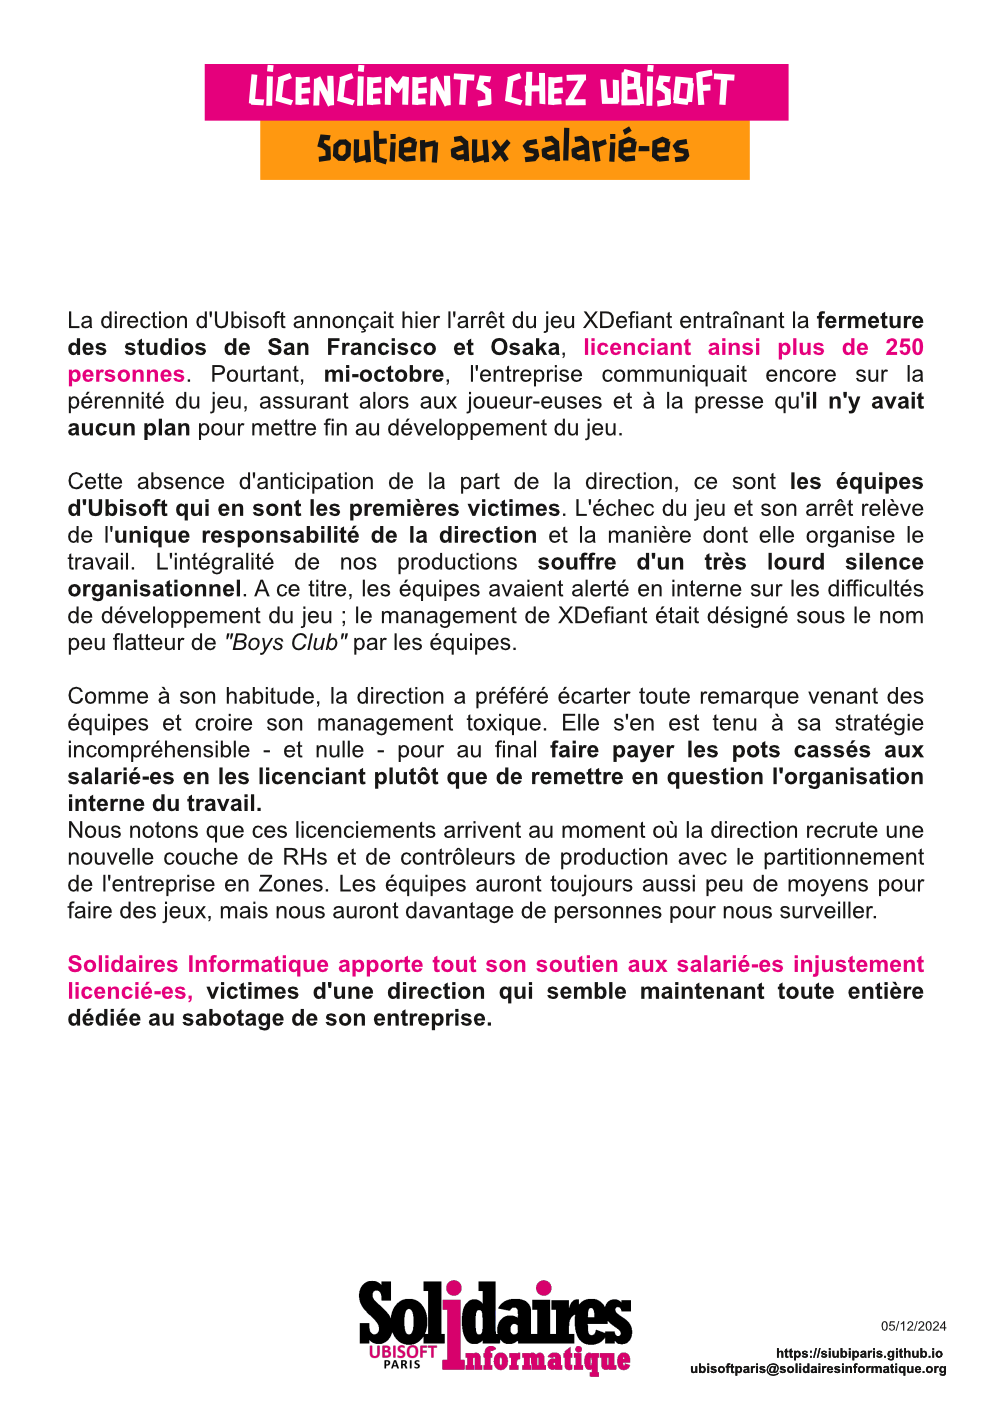 LICENCIEMENTS CHEZ UBISOFT
Soutien aux salarié-es
La direction d'Ubisoft annonçait hier l'arrêt du jeu XDefiant entraînant la fermeture
des studios de San Francisco et Osaka, licenciant ainsi plus de 250
personnes. Pourtant, mi-octobre, l'entreprise communiquait encore sur la
pérennité du jeu, assurant alors aux joueur-euses et à la presse qu'il n'y avait
aucun plan pour mettre fin au développement du jeu.
Cette absence d'anticipation de la part de la direction, ce sont les équipes
d'Ubisoft qui en sont les premières victimes. L'échec du jeu et son arrêt relève
de l'unique responsabilité de la direction et la manière dont elle organise le
travail. L'intégralité de nos productions souffre d'un très lourd silence
organisationnel. A ce titre, les équipes avaient alerté en interne sur les difficultés
de développement du jeu ; le management de XDefiant était désigné sous le nom
peu flatteur de "Boys Club" par les équipes.
Comme à son habitude, la direction a préféré écarter toute remarque venant des
équipes et croire son management toxique. Elle s'en est tenu à sa stratégie
incompréhensible - et nulle - pour au final faire payer les pots cassés aux
salarié-es en les licenciant plutôt que de remettre en question l'organisation
interne du travail.
Nous notons que ces licenciements arrivent au moment où la direction recrute une
nouvelle couche de RHs et de contrôleurs de production avec le partitionnement
de l'entreprise en Zones. Les équipes auront toujours aussi peu de moyens pour
faire des jeux, mais nous auront davantage de personnes pour nous surveiller.
Solidaires Informatique apporte tout son soutien aux salarié-es injustement
licencié-es, victimes d'une direction qui semble maintenant toute entière
dédiée au sabotage de son entreprise.
Solidaires
Informatique
UBISOFT
PARIS
05/12/2024
https://siubiparis.github.io
ubisoftparis@solidairesinformatique.org